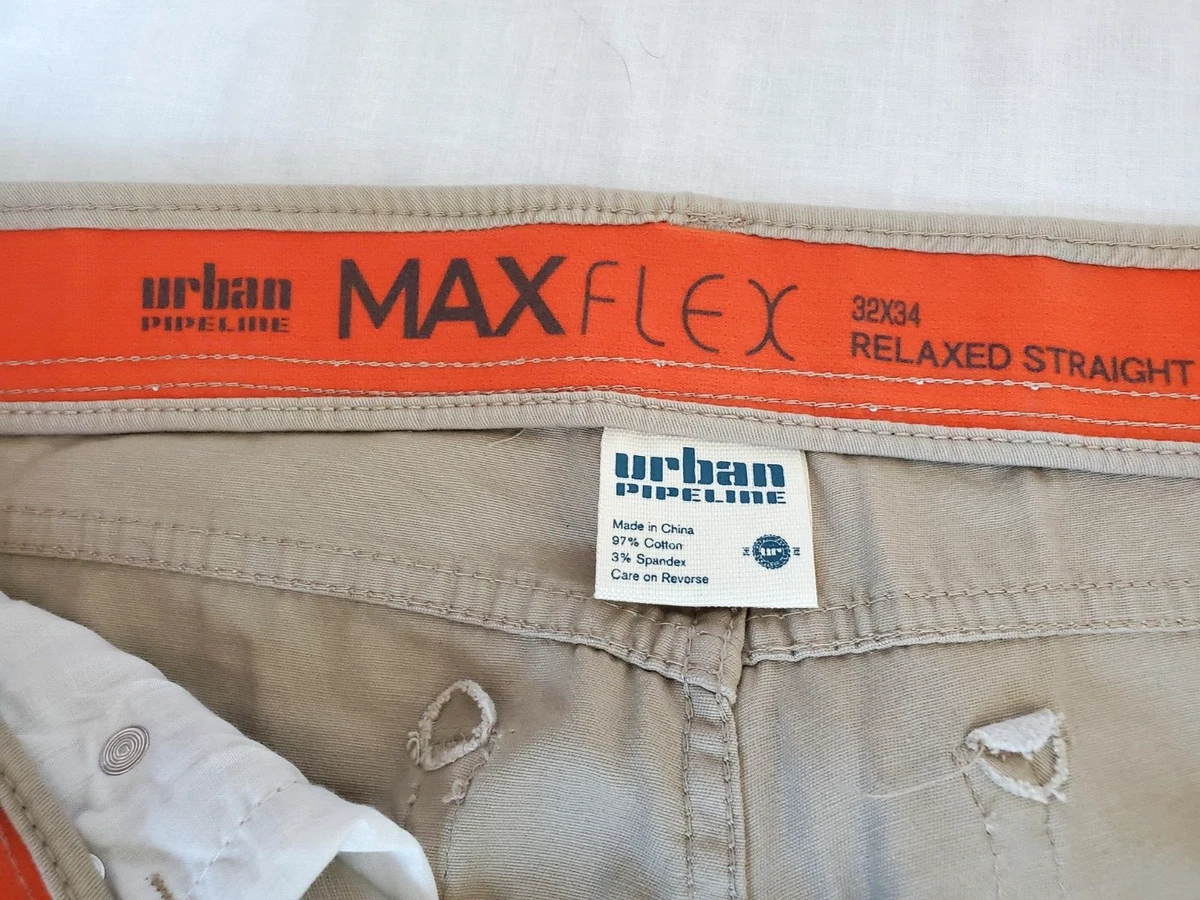 urban
PIPELINE
MAXFLEX
32X34
RELAXED STRAIGHT
urban
PIPELINE
Made in China
97% Cotton
3% Spandex
Care on Reverse